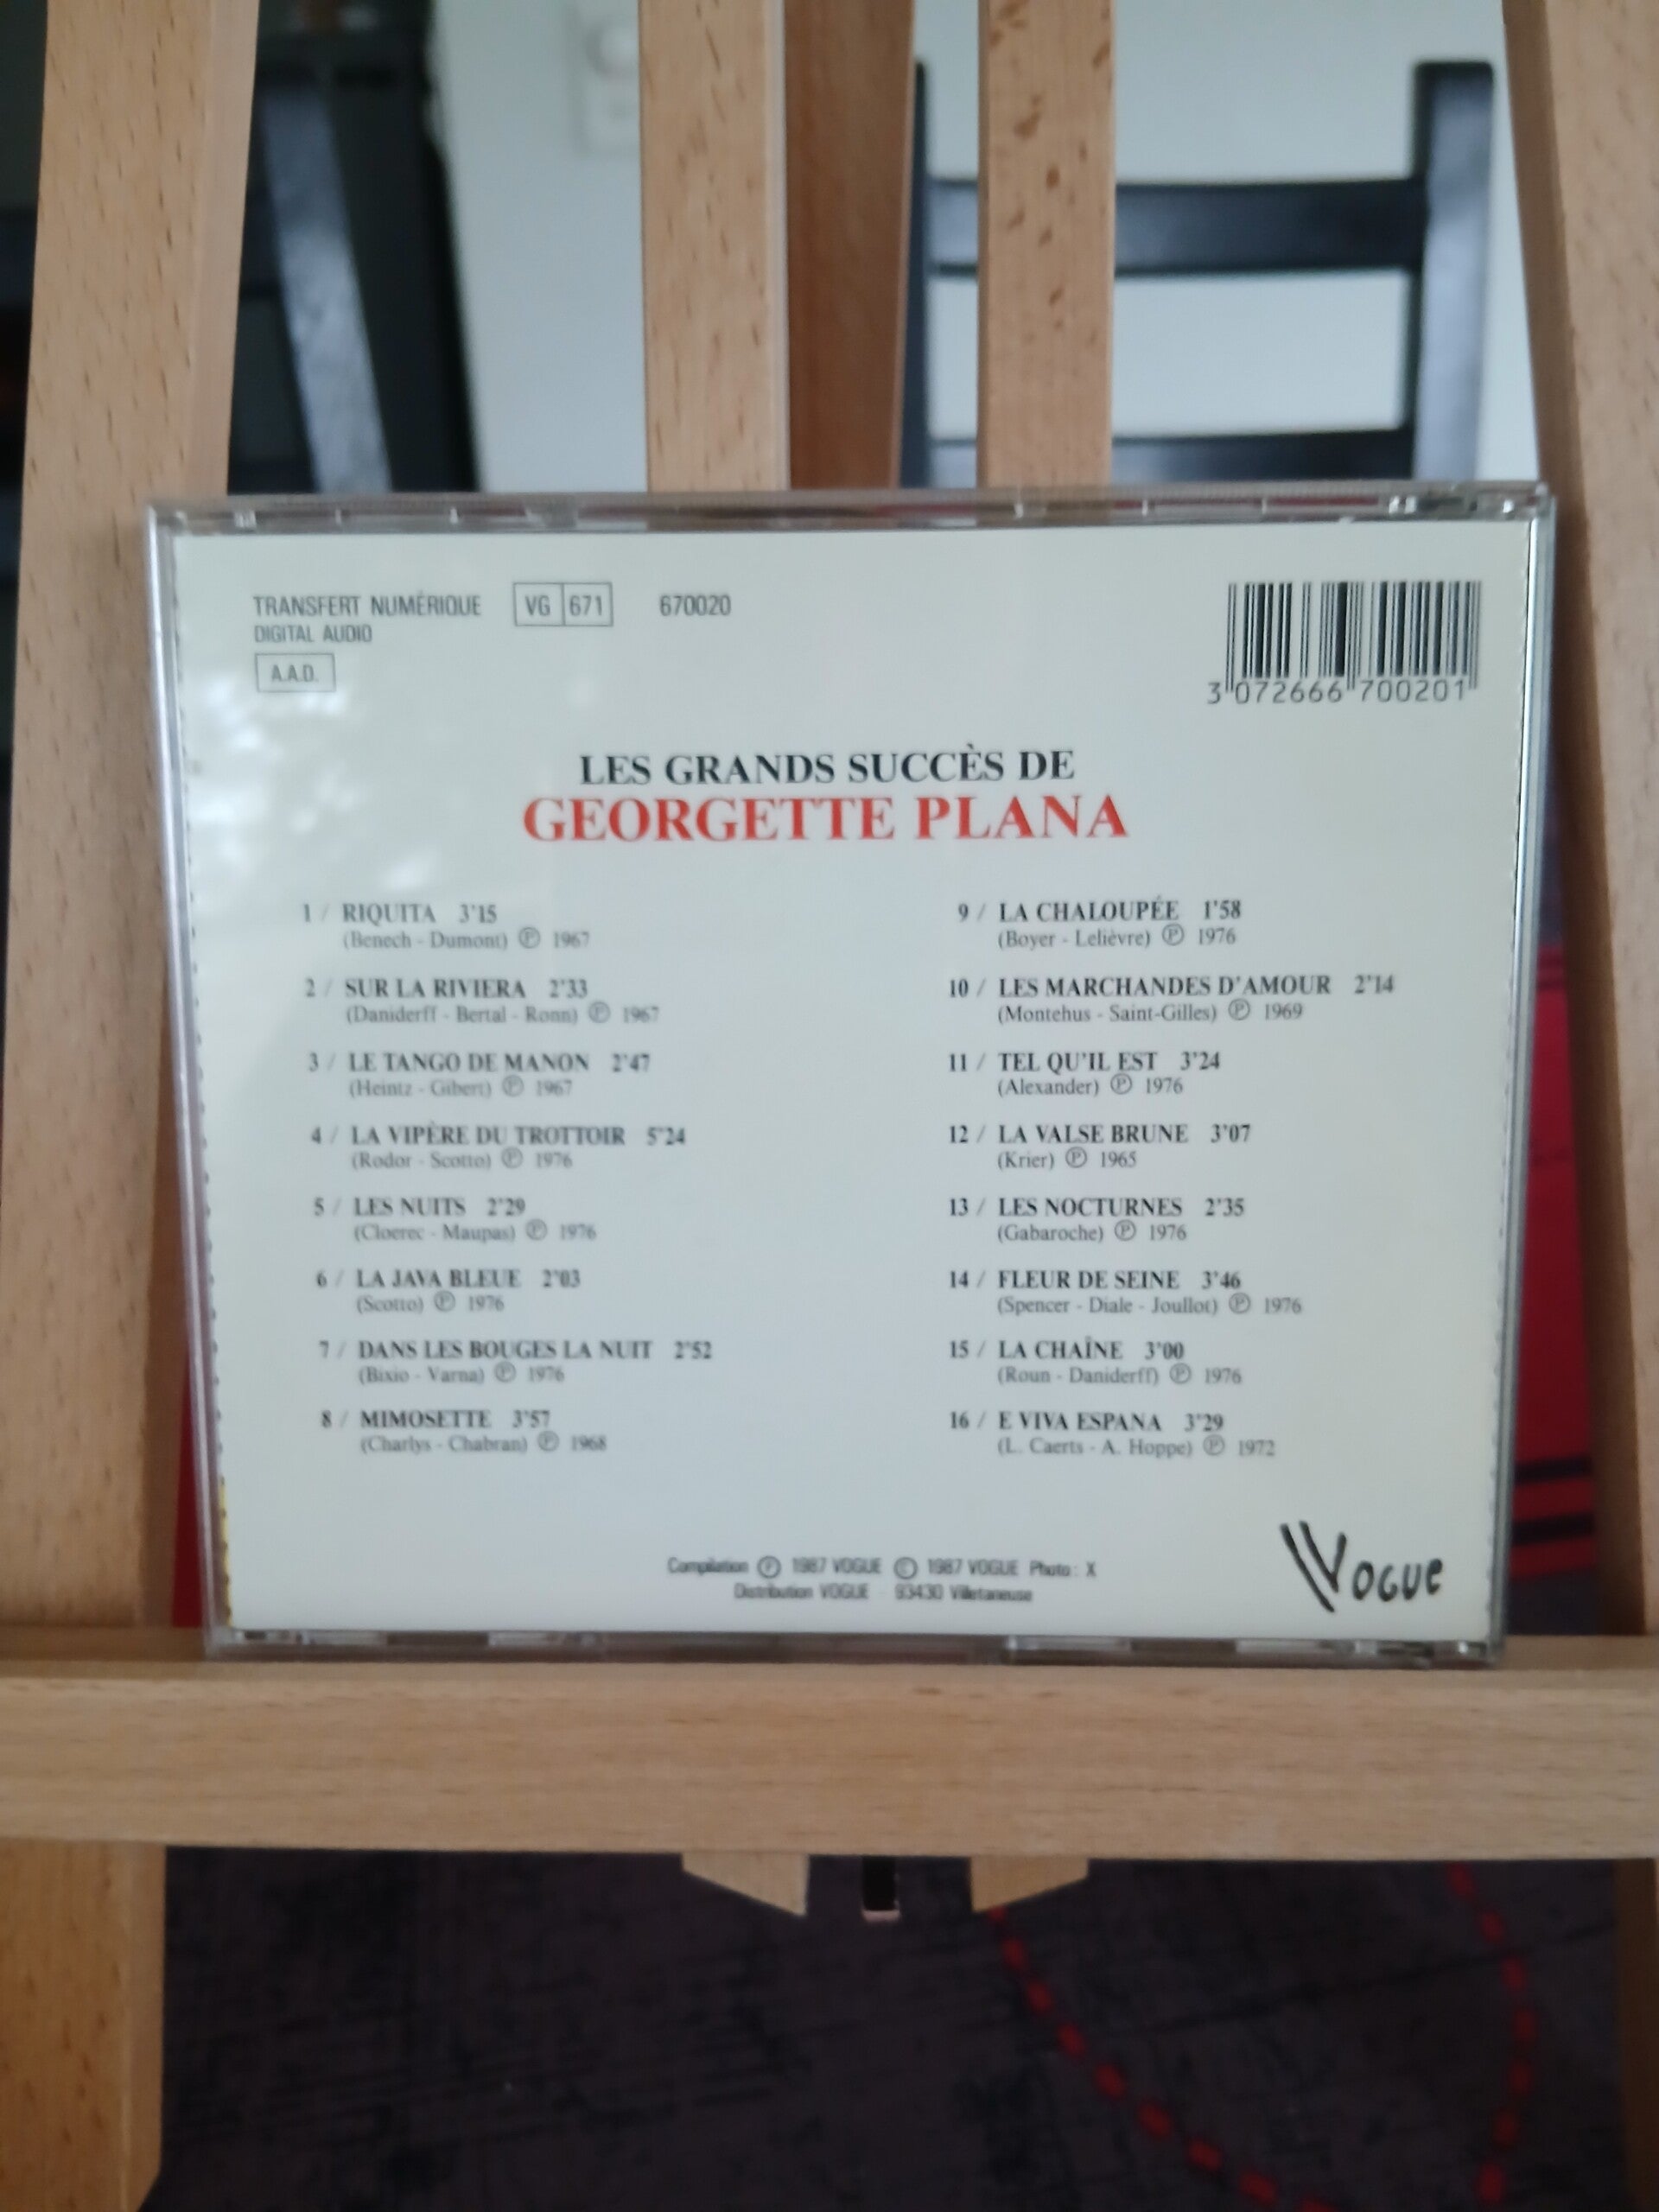 TRANSFERT NUMÉRIQUE VG 671 670020
DIGITAL AUDIO
A.A.D.
3 072666 700201
LES GRANDS SUCCÈS DE
GEORGETTE PLANA
1 / RIQUITA 3'15
(Benech - Dumont) Ⓟ 1967
2 / SUR LA RIVIERA 2'33
(Daniderff - Bertal - Ronn) Ⓟ 1967
3 / LE TANGO DE MANON 2'47
(Heintz - Gibert) Ⓟ 1967
4 / LA VIPÈRE DU TROTTOIR 5'24
(Rodor - Scotto) Ⓟ 1976
5 / LES NUITS 2'29
(Cloerec - Maupas) Ⓟ 1976
6 / LA JAVA BLEUE 2'03
(Scotto) Ⓟ 1976
7 / DANS LES BOUGES LA NUIT 2'52
(Bixio - Varna) Ⓟ 1976
8 / MIMOSETTE 3'57
(Charlys - Chabran) Ⓟ 1968
9 / LA CHALOUPÉE 1'58
(Boyer - Lelièvre) Ⓟ 1976
10 / LES MARCHANDES D'AMOUR 2'14
(Montehus - Saint-Gilles) Ⓟ 1969
11 / TEL QU'IL EST 3'24
(Alexander) Ⓟ 1976
12 / LA VALSE BRUNE 3'07
(Krier) Ⓟ 1965
13 / LES NOCTURNES 2'35
(Gabaroche) Ⓟ 1976
14 / FLEUR DE SEINE 3'46
(Spencer - Diale - Joullot) Ⓟ 1976
15 / LA CHAÎNE 3'00
(Roun - Daniderff) Ⓟ 1976
16 / E VIVA ESPANA 3'29
(L. Caerts - A. Hoppe) Ⓟ 1972
Compilation Ⓟ 1987 VOGUE © 1987 VOGUE Photo : X
Distribution VOGUE - 93430 Villetaneuse
VOGUE